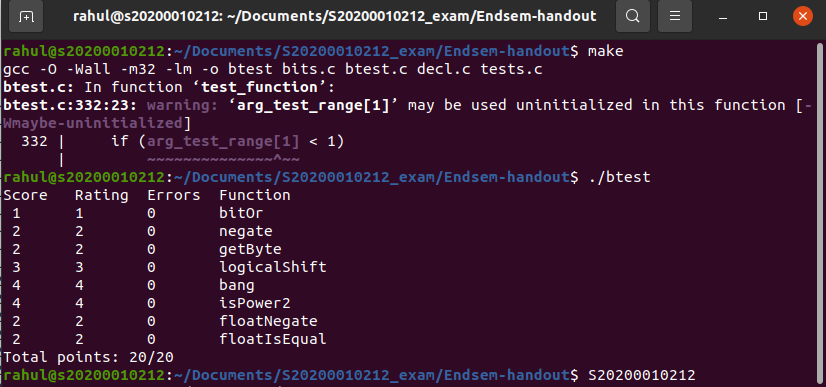 rahul@s20200010212: ~/Documents/S20200010212_exam/Endsem-handout
rahul@s20200010212:~/Documents/S20200010212_exam/Endsem-handout$ make
gcc -O -Wall -m32 -lm -o btest bits.c btest.c decl.c tests.c
btest.c: In function ‘test_function’:
btest.c:332:23: warning: ‘arg_test_range[1]’ may be used uninitialized in this function [-
Wmaybe-uninitialized]
  332 |     if (arg_test_range[1] < 1)
      |         ~~~~~~~~~~~~~~^~~
rahul@s20200010212:~/Documents/S20200010212_exam/Endsem-handout$ ./btest
Score   Rating  Errors  Function
 1      1       0       bitOr
 2      2       0       negate
 2      2       0       getByte
 3      3       0       logicalShift
 4      4       0       bang
 4      4       0       isPower2
 2      2       0       floatNegate
 2      2       0       floatIsEqual
Total points: 20/20
rahul@s20200010212:~/Documents/S20200010212_exam/Endsem-handout$ S20200010212